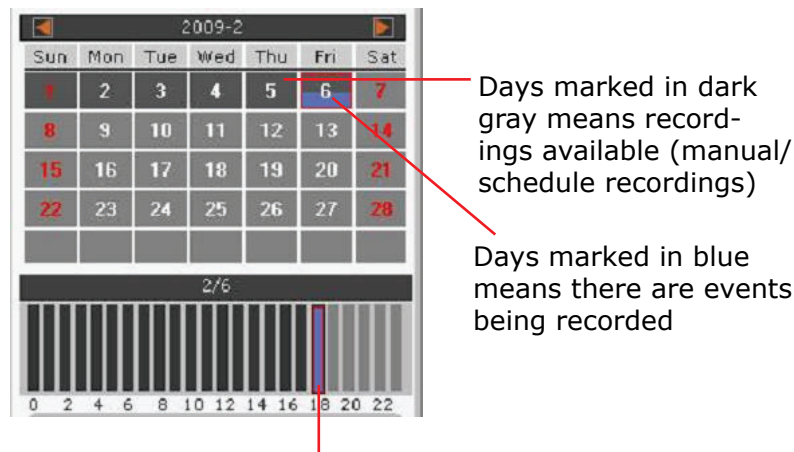 2009-2
Sun Mon Tue Wed Thu Fri Sat
1 2 3 4 5 6 7
8 9 10 11 12 13 14
15 16 17 18 19 20 21
22 23 24 25 26 27 28
2/6
0 2 4 6 8 10 12 14 16 18 20 22
Days marked in dark
gray means record-
ings available (manual/
schedule recordings)
Days marked in blue
means there are events
being recorded